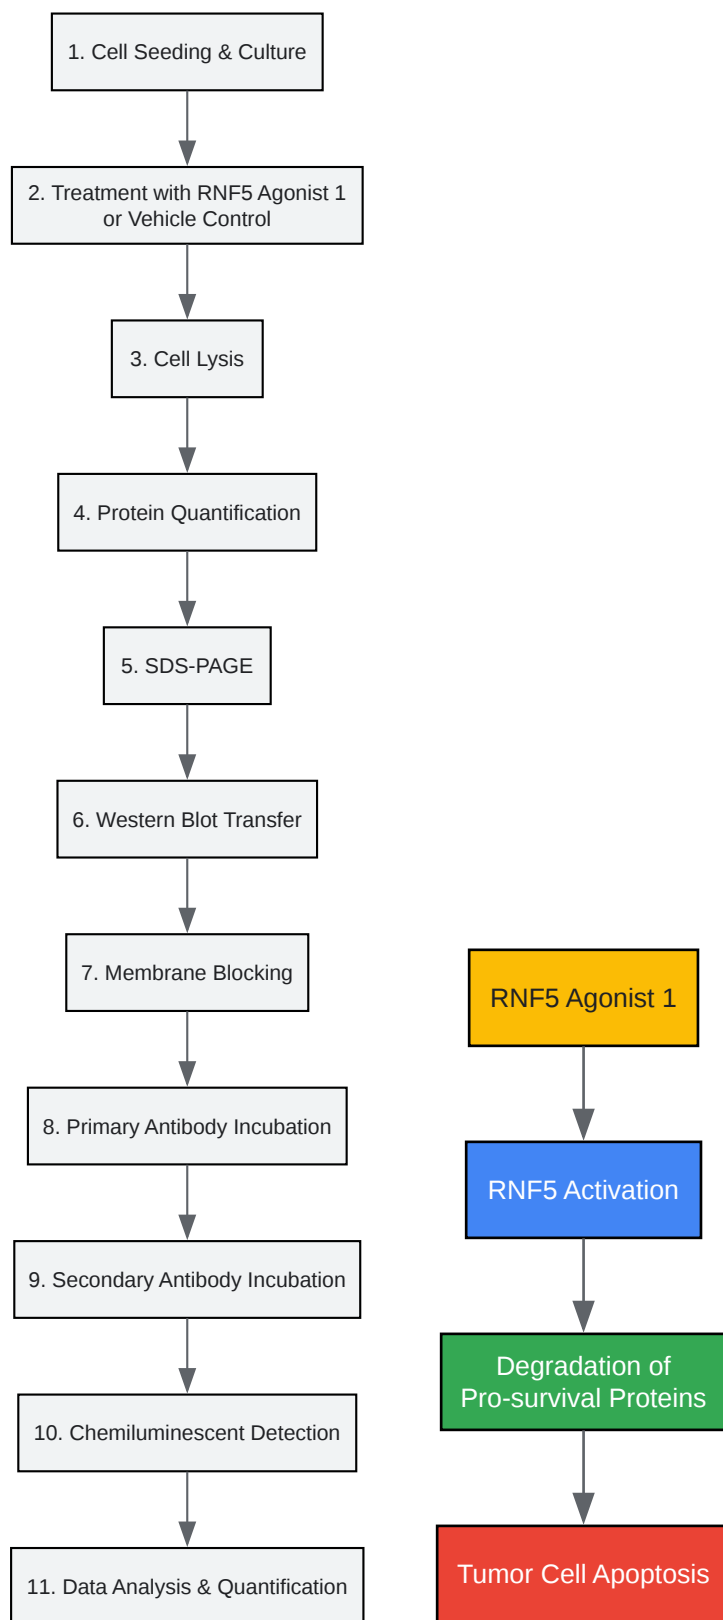 1. Cell Seeding & Culture
2. Treatment with RNF5 Agonist 1
or Vehicle Control
3. Cell Lysis
4. Protein Quantification
5. SDS-PAGE
6. Western Blot Transfer
7. Membrane Blocking
8. Primary Antibody Incubation
9. Secondary Antibody Incubation
10. Chemiluminescent Detection
11. Data Analysis & Quantification
RNF5 Agonist 1
RNF5 Activation
Degradation of
Pro-survival Proteins
Tumor Cell Apoptosis